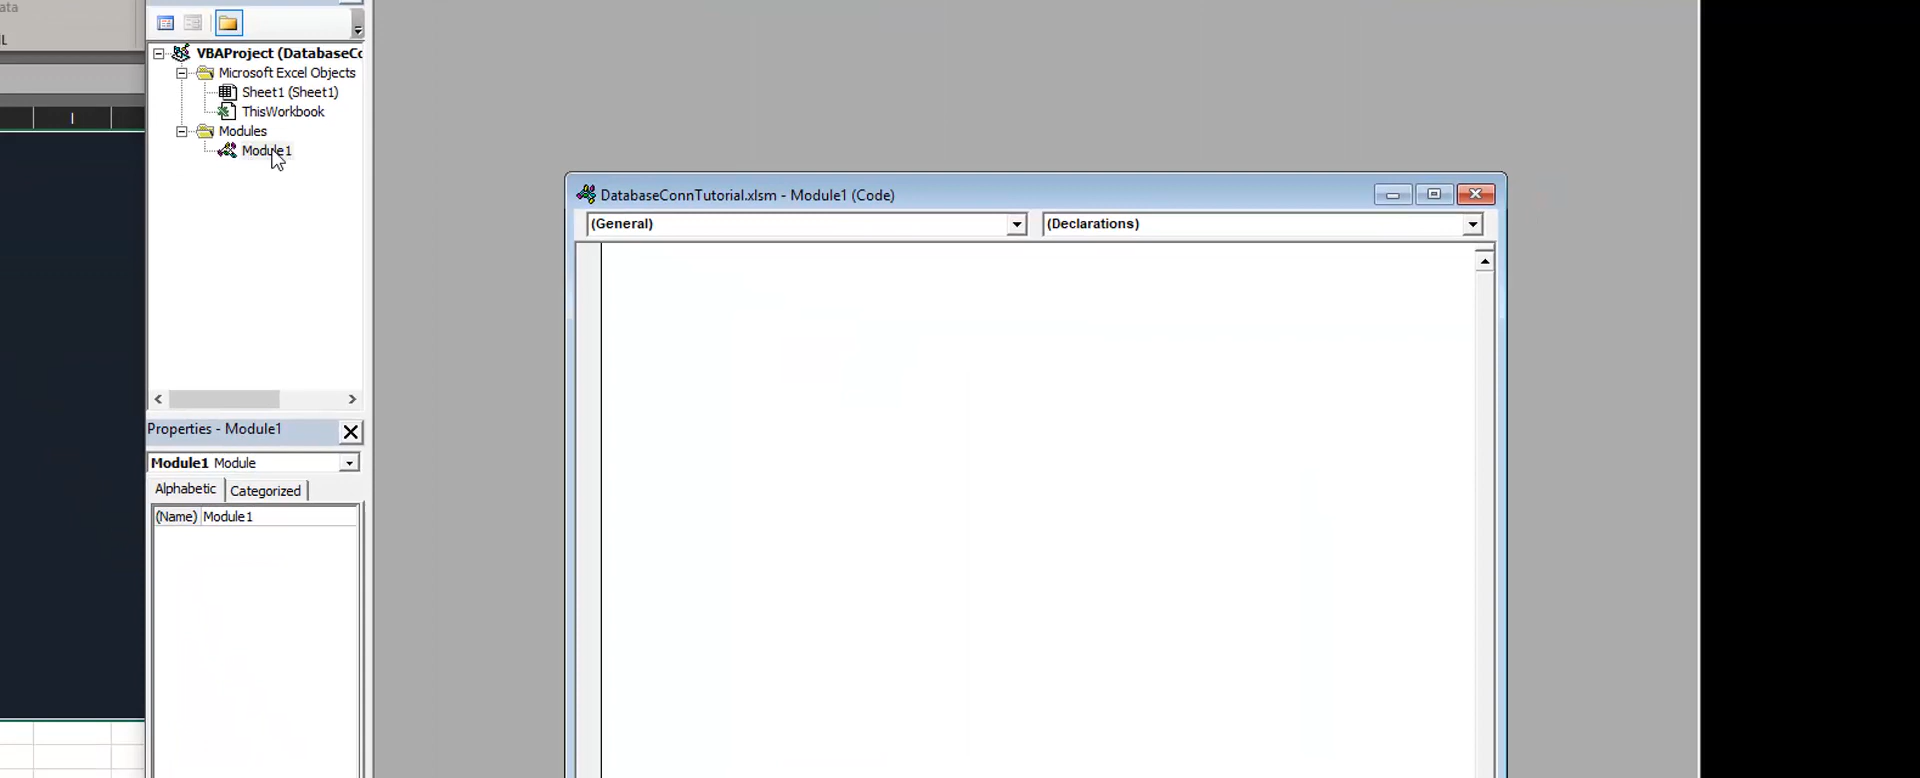 ata
L
I
VBAProject (DatabaseCo
Microsoft Excel Objects
Sheet1 (Sheet1)
ThisWorkbook
Modules
Module1
DatabaseConnTutorial.xlsm - Module1 (Code)
(General)
(Declarations)
Properties - Module1
Module1 Module
Alphabetic Categorized
(Name) Module1